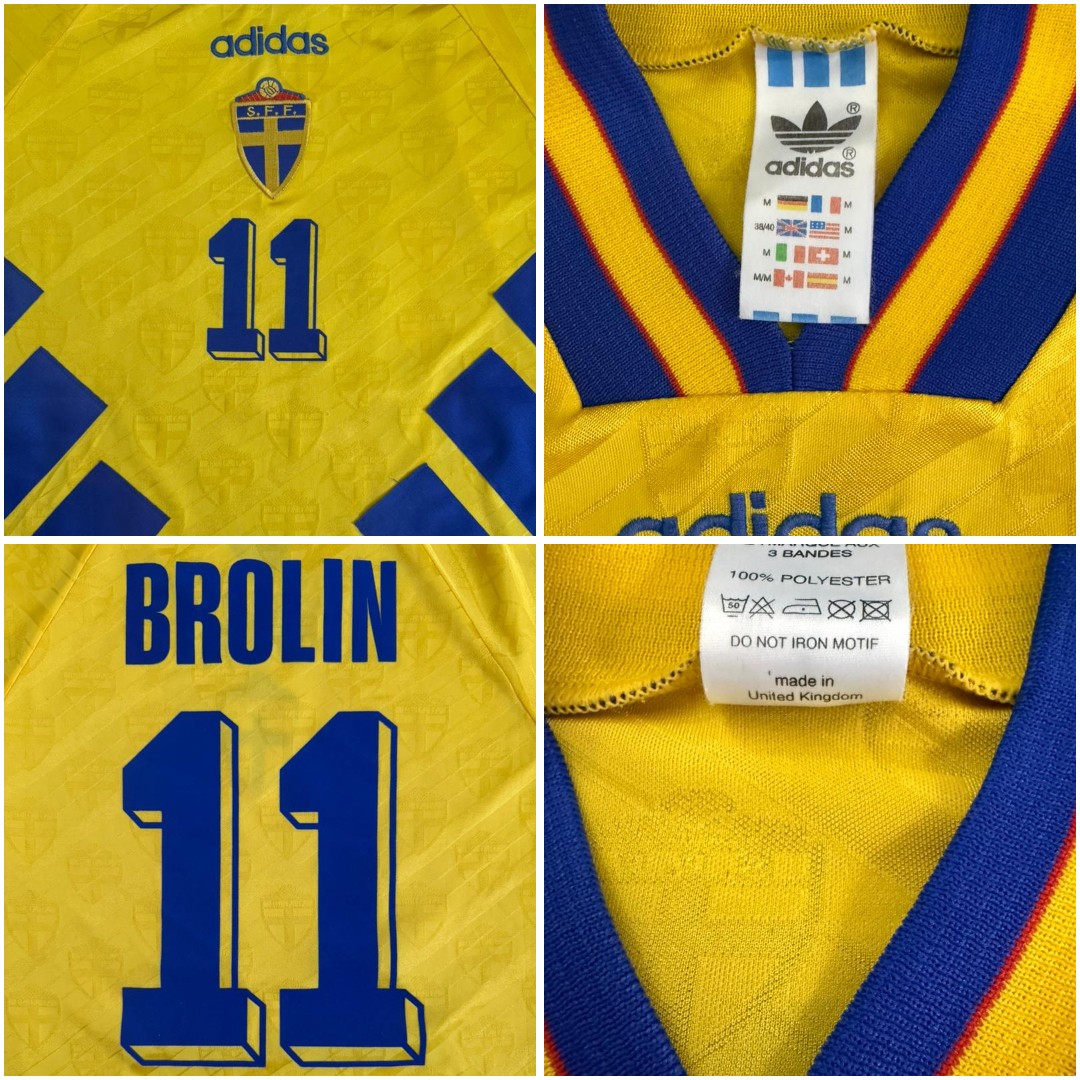 adidas
S.F.F.
11
®
adidas®
M M
38/40 M
M M
M/M M
adidas
BROLIN
11
3 BANDES
100% POLYESTER
50
DO NOT IRON MOTIF
made in
United Kingdom